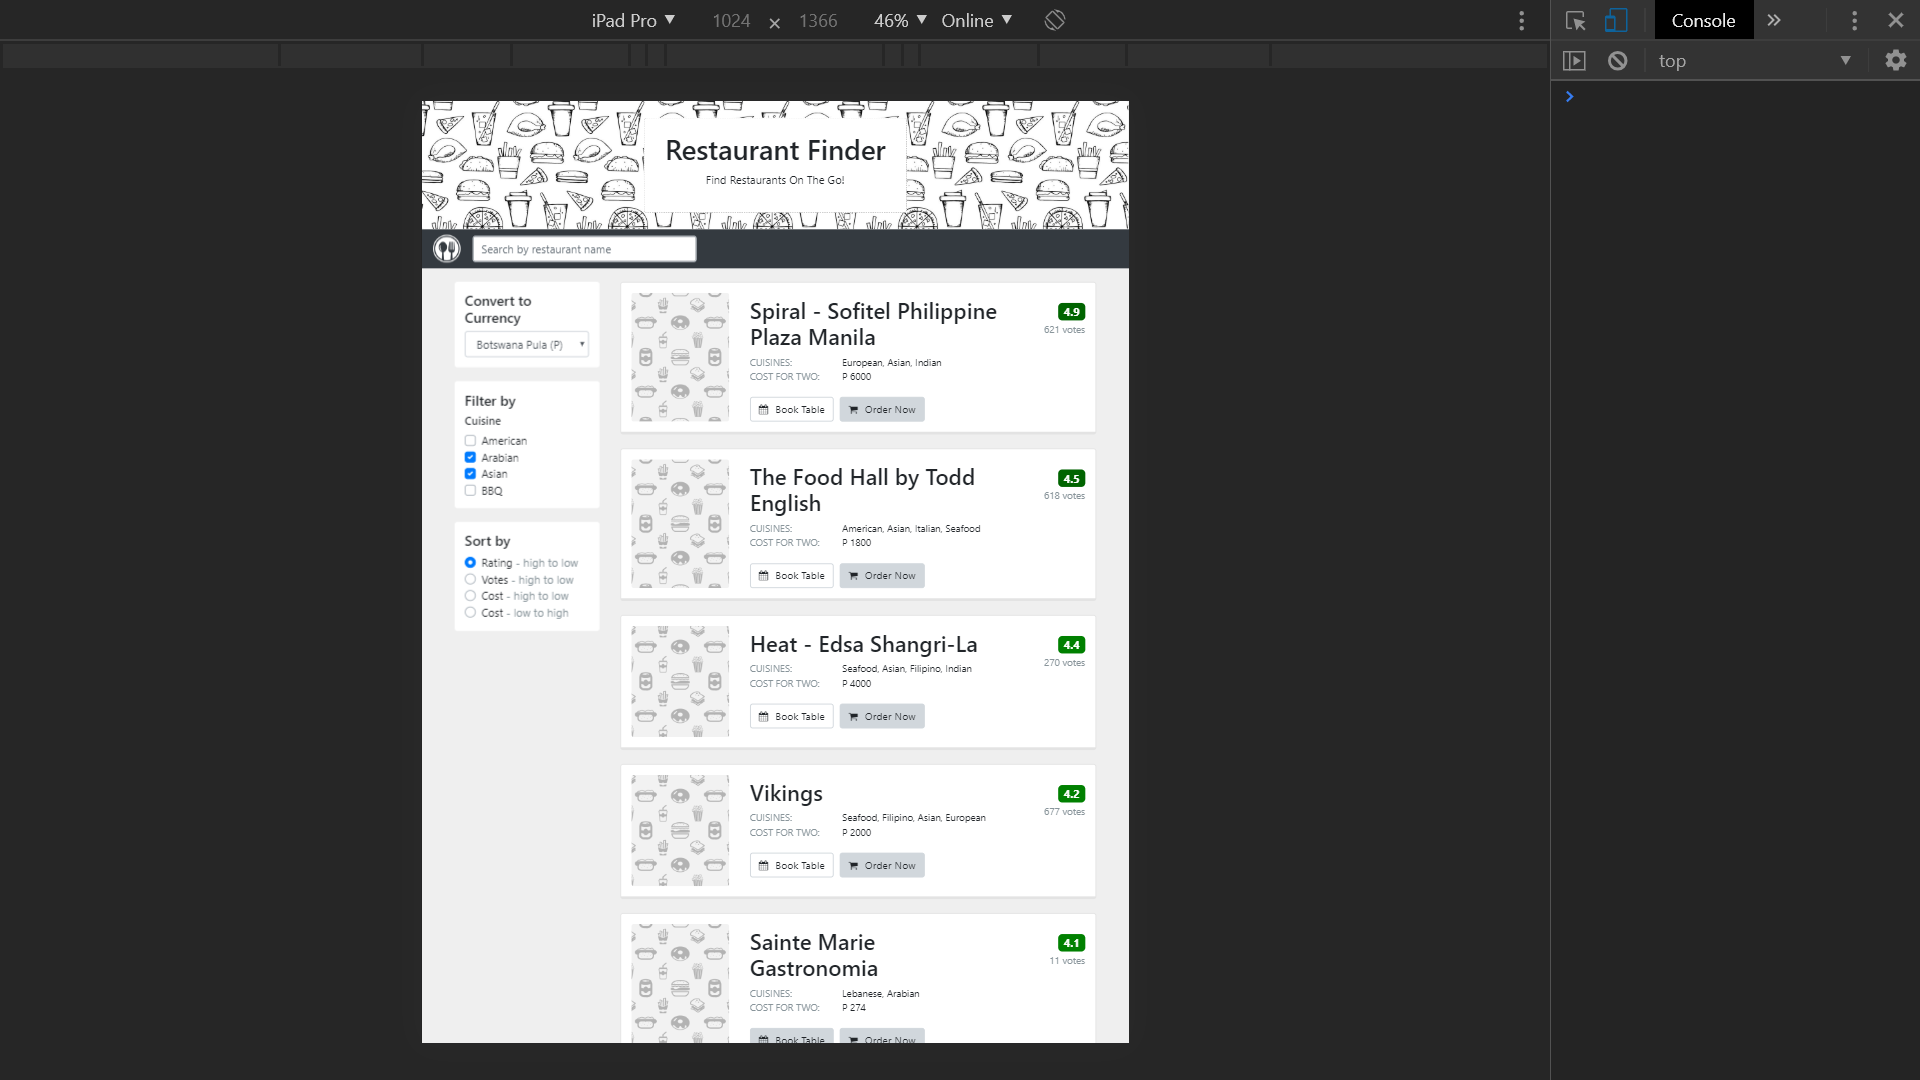 iPad Pro ▼ 1024 × 1366 46% ▼ Online ▼
Console
top
Restaurant Finder
Find Restaurants On The Go!
Search by restaurant name
Convert to
Currency
Botswana Pula (P)
Filter by
Cuisine
American
Arabian
Asian
BBQ
Sort by
Rating - high to low
Votes - high to low
Cost - high to low
Cost - low to high
Spiral - Sofitel Philippine
Plaza Manila
4.9
621 votes
CUISINES: European, Asian, Indian
COST FOR TWO: P 6000
Book Table Order Now
The Food Hall by Todd
English
4.5
618 votes
CUISINES: American, Asian, Italian, Seafood
COST FOR TWO: P 1800
Book Table Order Now
Heat - Edsa Shangri-La
4.4
270 votes
CUISINES: Seafood, Asian, Filipino, Indian
COST FOR TWO: P 4000
Book Table Order Now
Vikings
4.2
677 votes
CUISINES: Seafood, Filipino, Asian, European
COST FOR TWO: P 2000
Book Table Order Now
Sainte Marie
Gastronomia
4.1
11 votes
CUISINES: Lebanese, Arabian
COST FOR TWO: P 274
Book Table Order Now